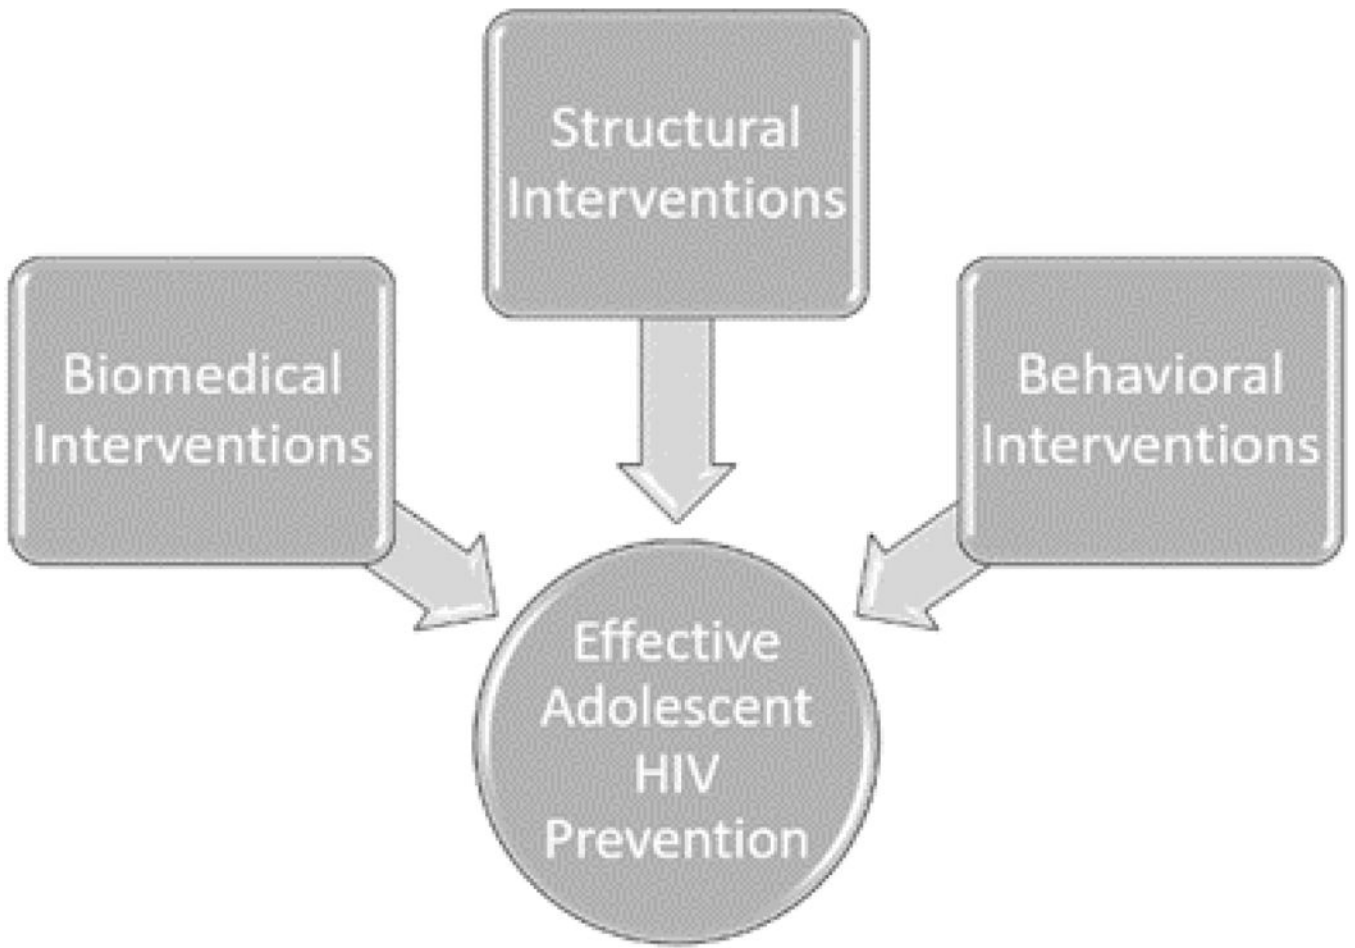 Structural
Interventions
Biomedical
Interventions
Behavioral
Interventions
Effective
Adolescent
HIV
Prevention